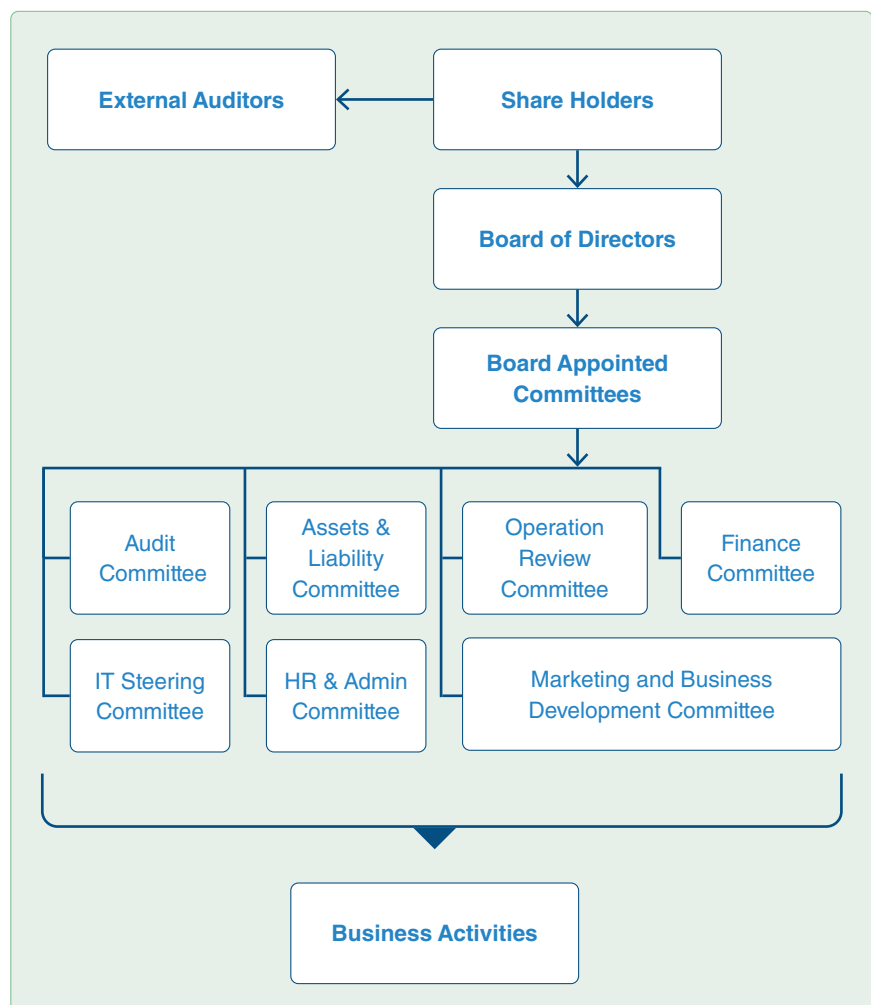 External Auditors
Share Holders
Board of Directors
Board Appointed
Committees
Audit
Committee
Assets &
Liability
Committee
Operation
Review
Committee
Finance
Committee
IT Steering
Committee
HR & Admin
Committee
Marketing and Business
Development Committee
Business Activities